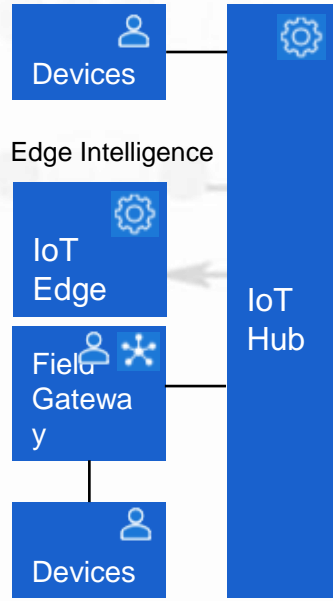 Devices
Edge Intelligence
IoT
Edge
IoT
Hub
Field
Gatewa
y
Devices